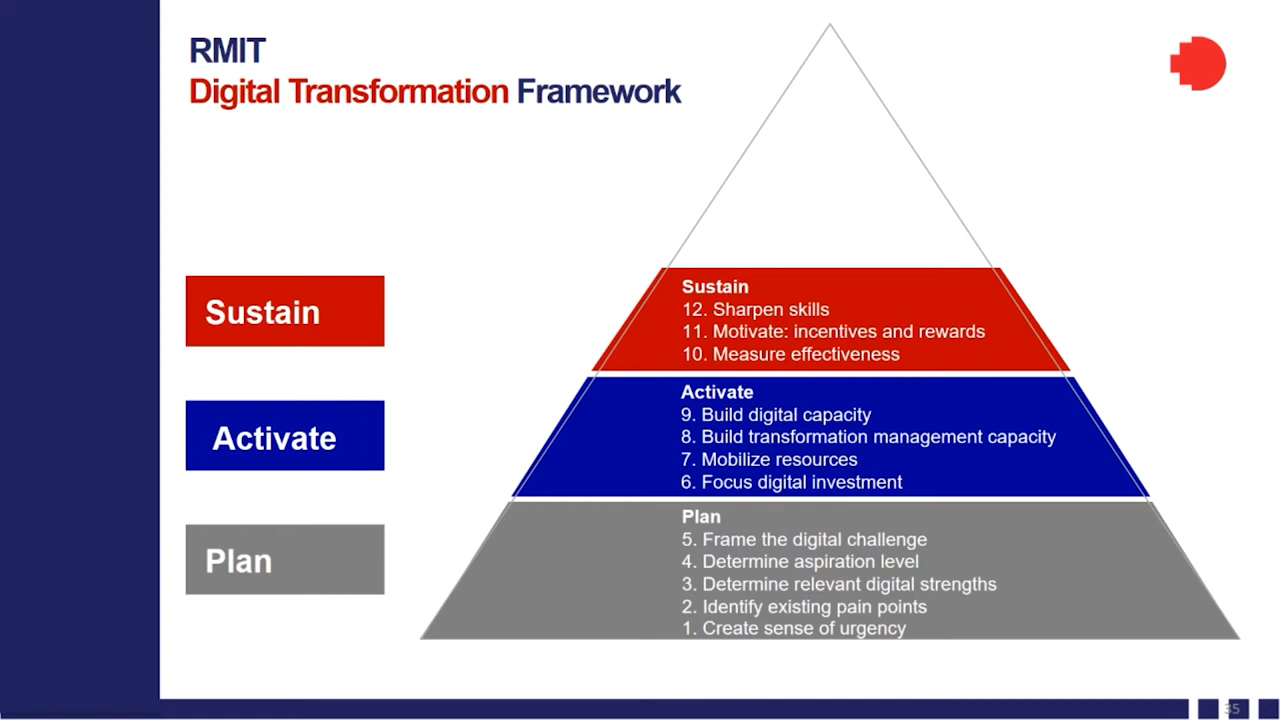 RMIT
Digital Transformation Framework
Sustain
Sustain
12. Sharpen skills
11. Motivate: incentives and rewards
10. Measure effectiveness
Activate
Activate
9. Build digital capacity
8. Build transformation management capacity
7. Mobilize resources
6. Focus digital investment
Plan
Plan
5. Frame the digital challenge
4. Determine aspiration level
3. Determine relevant digital strengths
2. Identify existing pain points
1. Create sense of urgency
35